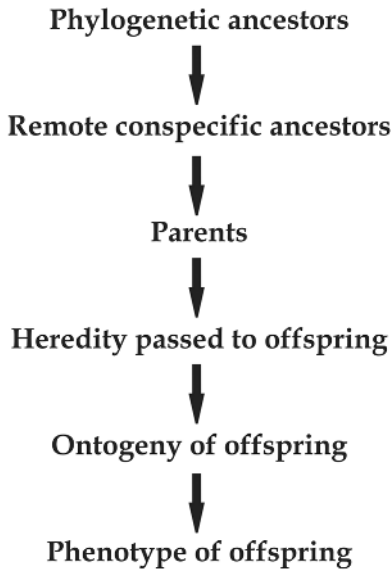 Phylogenetic ancestors
Remote conspecific ancestors
Parents
Heredity passed to offspring
Ontogeny of offspring
Phenotype of offspring